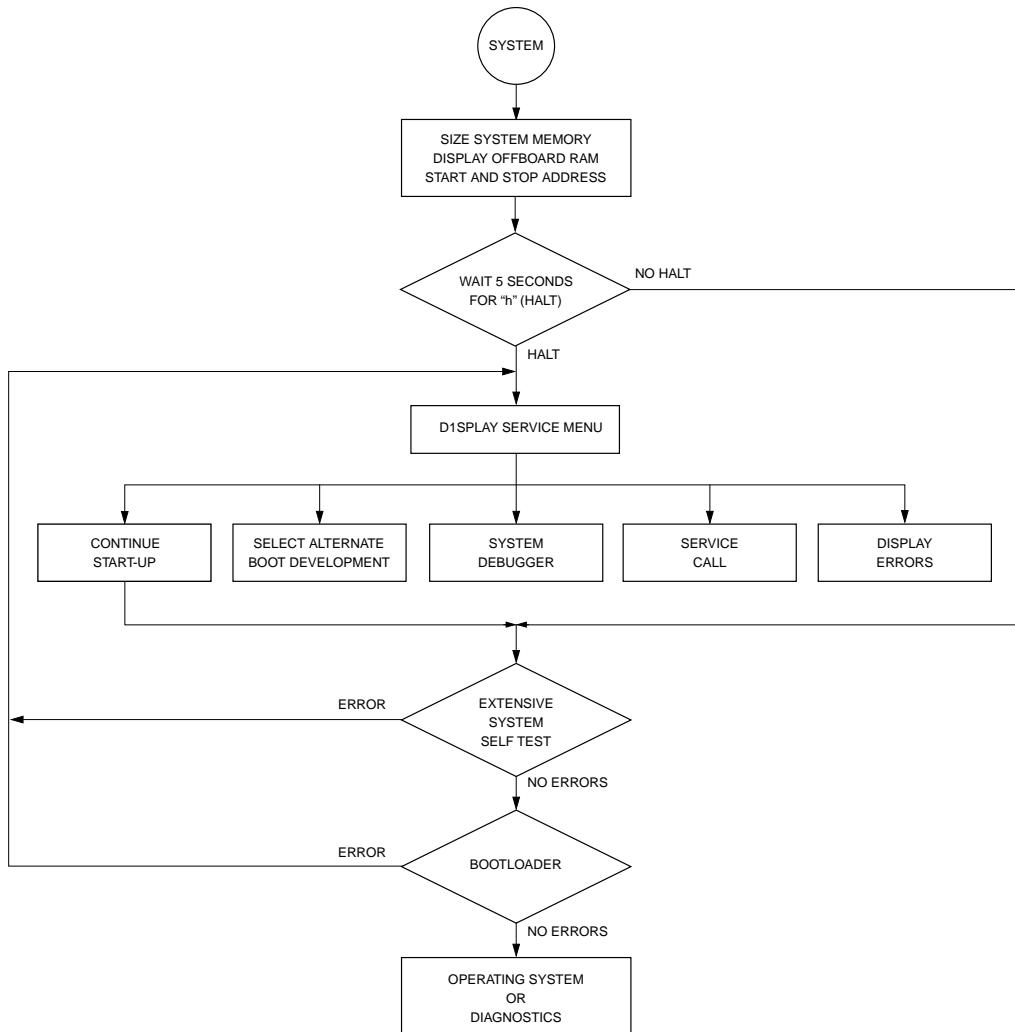 SYSTEM
SIZE SYSTEM MEMORY
DISPLAY OFFBOARD RAM
START AND STOP ADDRESS
WAIT 5 SECONDS
FOR “h” (HALT)
NO HALT
HALT
D1SPLAY SERVICE MENU
CONTINUE
START-UP
SELECT ALTERNATE
BOOT DEVELOPMENT
SYSTEM
DEBUGGER
SERVICE
CALL
DISPLAY
ERRORS
ERROR
EXTENSIVE
SYSTEM
SELF TEST
NO ERRORS
ERROR
BOOTLOADER
NO ERRORS
OPERATING SYSTEM
OR
DIAGNOSTICS